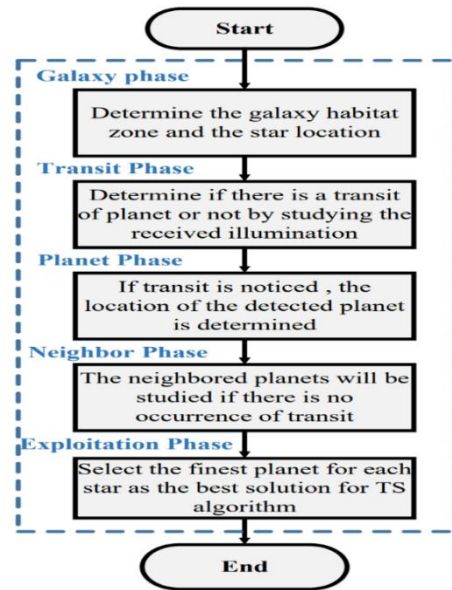 Start
Galaxy phase
Determine the galaxy habitat
zone and the star location
Transit Phase
Determine if there is a transit
of planet or not by studying the
received illumination
Planet Phase
If transit is noticed , the
location of the detected planet
is determined
Neighbor Phase
The neighbored planets will be
studied if there is no
occurrence of transit
Exploitation Phase
Select the finest planet for each
star as the best solution for TS
algorithm
End